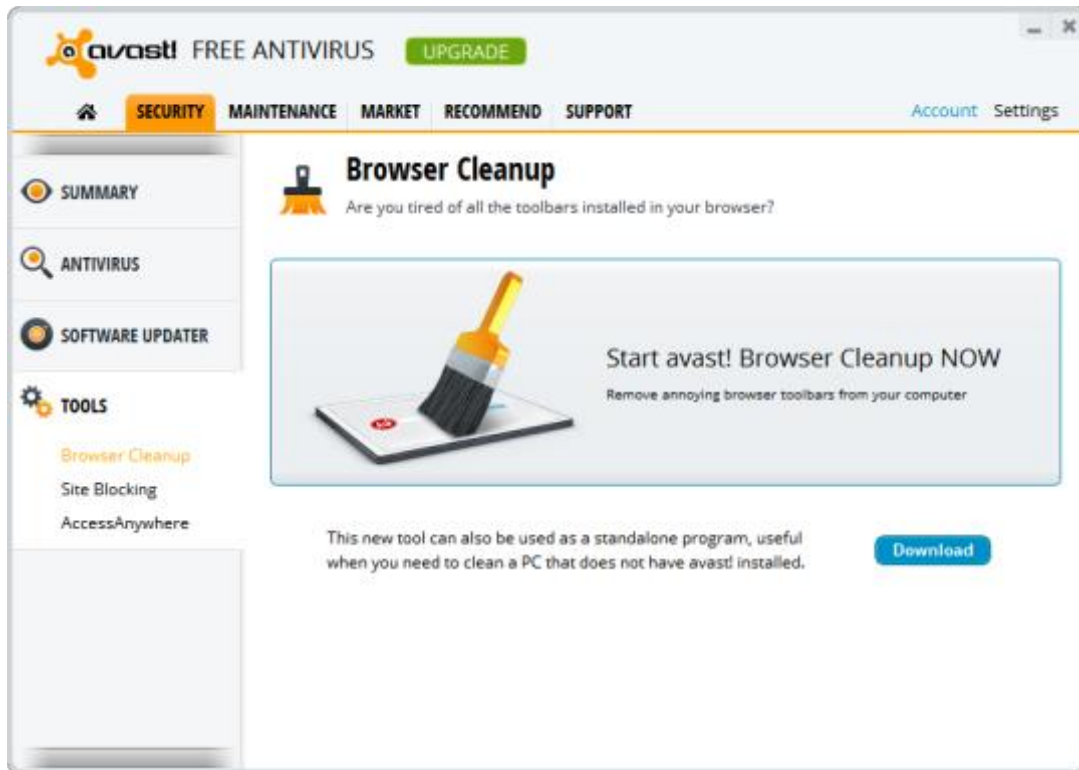 avast! FREE ANTIVIRUS UPGRADE
SECURITY MAINTENANCE MARKET RECOMMEND SUPPORT Account Settings
SUMMARY
ANTIVIRUS
SOFTWARE UPDATER
TOOLS
Browser Cleanup
Site Blocking
AccessAnywhere
Browser Cleanup
Are you tired of all the toolbars installed in your browser?
Start avast! Browser Cleanup NOW
Remove annoying browser toolbars from your computer
This new tool can also be used as a standalone program, useful
when you need to clean a PC that does not have avast! installed.
Download